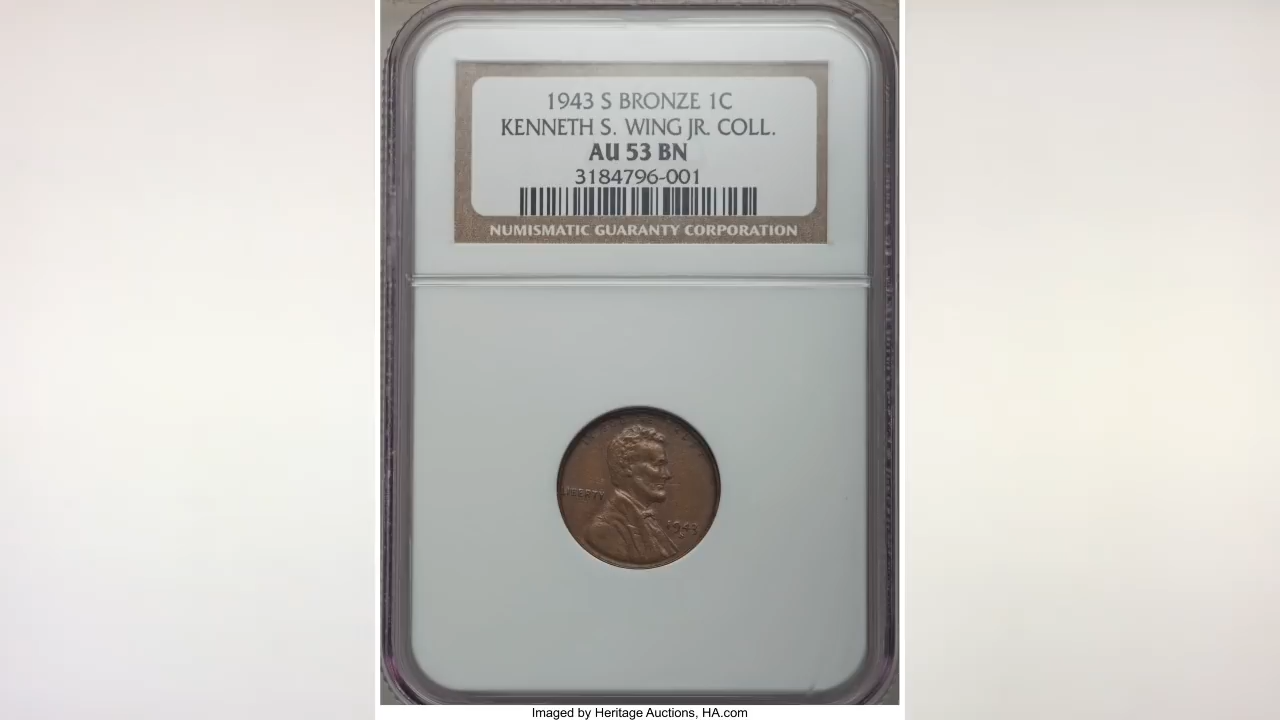 1943 S BRONZE 1C
KENNETH S. WING JR. COLL.
AU 53 BN
3184796-001
NUMISMATIC GUARANTY CORPORATION
LIBERTY
1943
S
Imaged by Heritage Auctions, HA.com